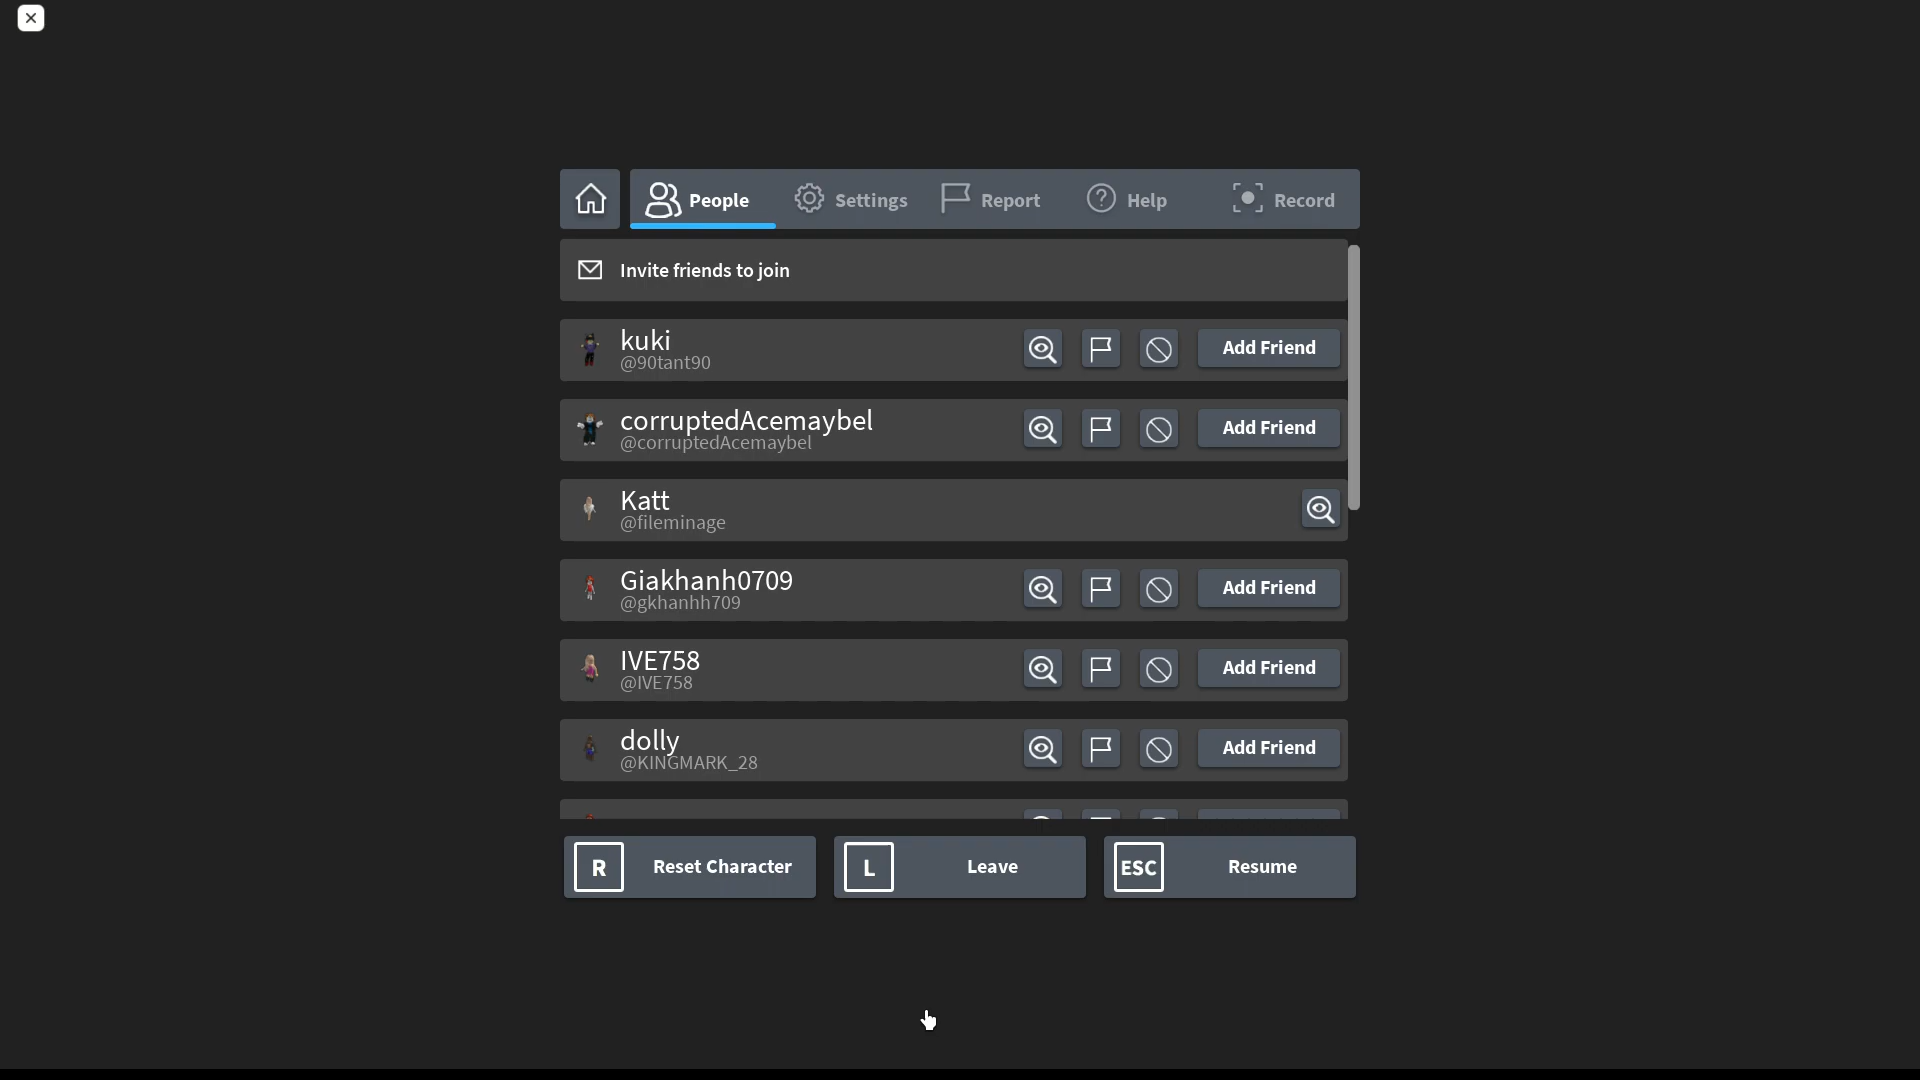 People
Settings
Report
Help
Record
Invite friends to join
kuki
@90tant90
Add Friend
corruptedAcemaybel
@corruptedAcemaybel
Add Friend
Katt
@fileminage
Giakhanh0709
@gkhanhh709
Add Friend
IVE758
@IVE758
Add Friend
dolly
@KINGMARK_28
Add Friend
R Reset Character
L Leave
ESC Resume